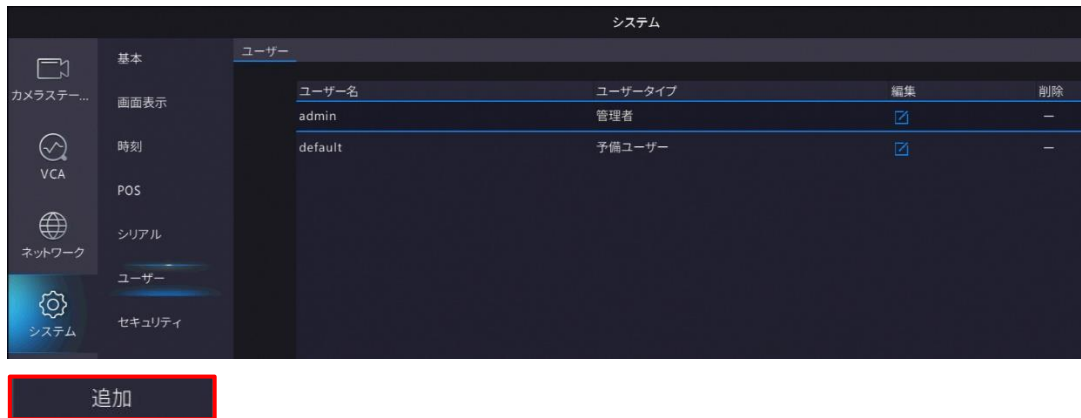 システム
カメラステー...
VCA
ネットワーク
システム
基本
画面表示
時刻
POS
シリアル
ユーザー
セキュリティ
ユーザー
ユーザー名 ユーザータイプ 編集 削除
admin 管理者 —
default 予備ユーザー —
追加